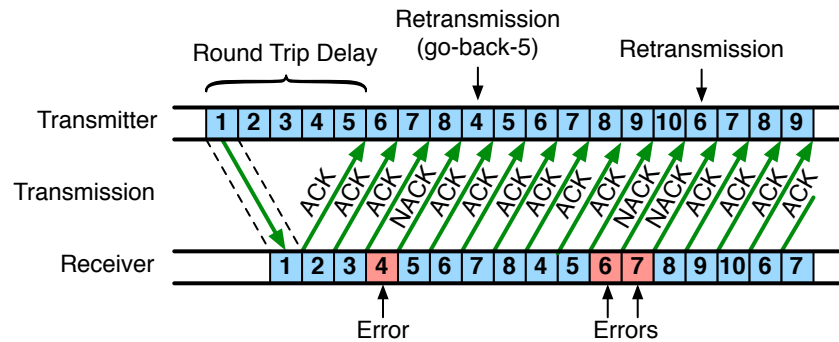 Retransmission
(go-back-5)
Round Trip Delay
Retransmission
Transmitter
1 2 3 4 5 6 7 8 4 5 6 7 8 9 10 6 7 8 9
Transmission
ACK ACK ACK NACK ACK ACK ACK ACK ACK ACK NACK NACK ACK ACK ACK ACK
Receiver
1 2 3 4 5 6 7 8 4 5 6 7 8 9 10 6 7
Error
Errors